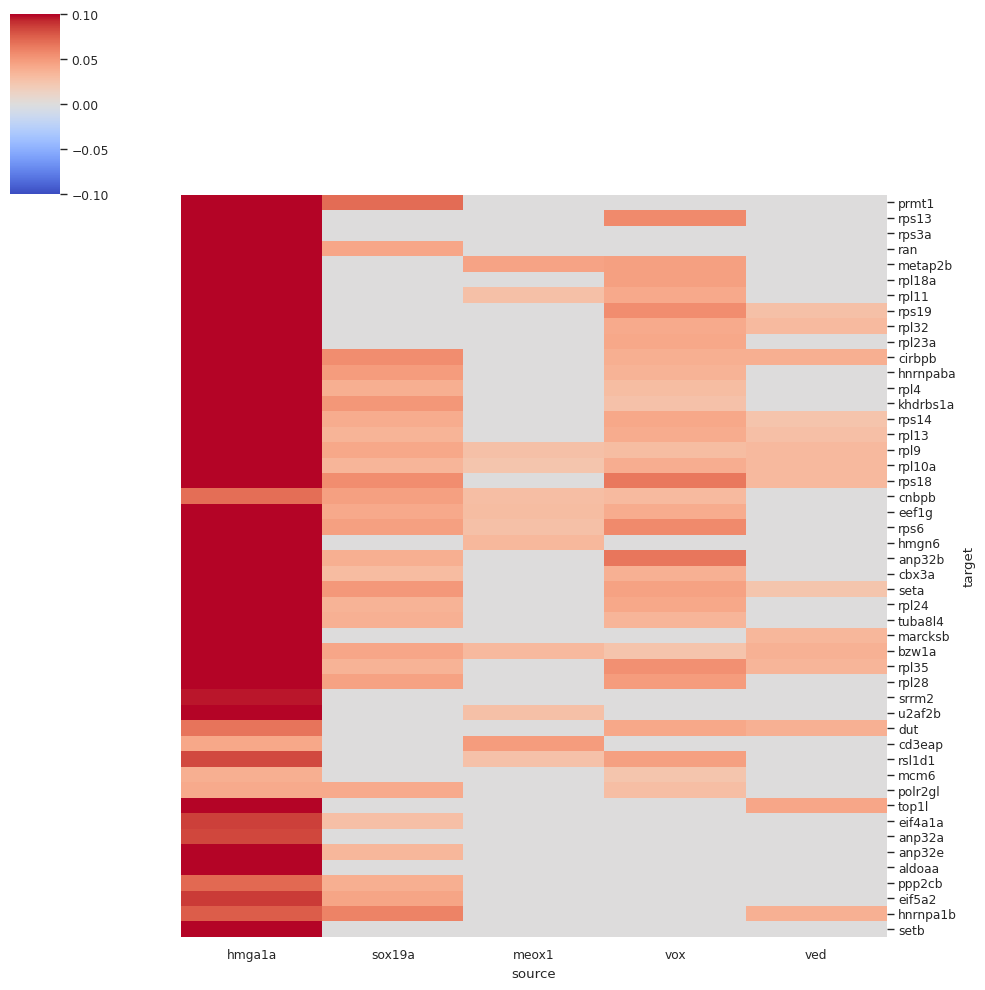 0.10
0.05
0.00
−0.05
−0.10
prmt1
rps13
rps3a
ran
metap2b
rpl18a
rpl11
rps19
rpl32
rpl23a
cirbpb
hnrnpaba
rpl4
khdrbs1a
rps14
rpl13
rpl9
rpl10a
rps18
cnbpb
eef1g
rps6
hmgn6
anp32b
cbx3a
seta
rpl24
tuba8l4
marcksb
bzw1a
rpl35
rpl28
srrm2
u2af2b
dut
cd3eap
rsl1d1
mcm6
polr2gl
top1l
eif4a1a
anp32a
anp32e
aldoaa
ppp2cb
eif5a2
hnrnpa1b
setb
target
hmga1a sox19a meox1 vox ved
source